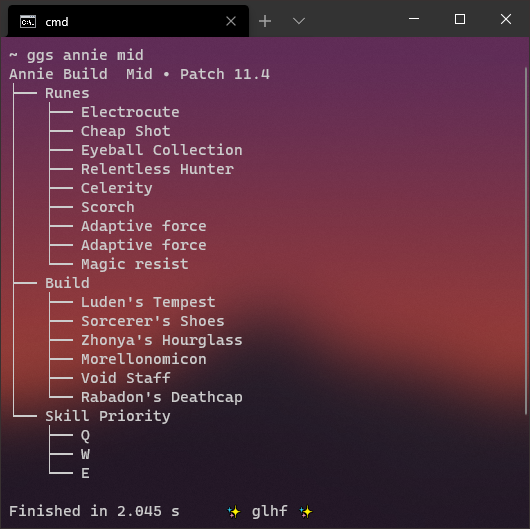 cmd
~ ggs annie mid
Annie Build  Mid • Patch 11.4
├── Runes
│   ├── Electrocute
│   ├── Cheap Shot
│   ├── Eyeball Collection
│   ├── Relentless Hunter
│   ├── Celerity
│   ├── Scorch
│   ├── Adaptive force
│   ├── Adaptive force
│   └── Magic resist
├── Build
│   ├── Luden's Tempest
│   ├── Sorcerer's Shoes
│   ├── Zhonya's Hourglass
│   ├── Morellonomicon
│   ├── Void Staff
│   └── Rabadon's Deathcap
└── Skill Priority
    ├── Q
    ├── W
    └── E
Finished in 2.045 s     ✨ glhf ✨